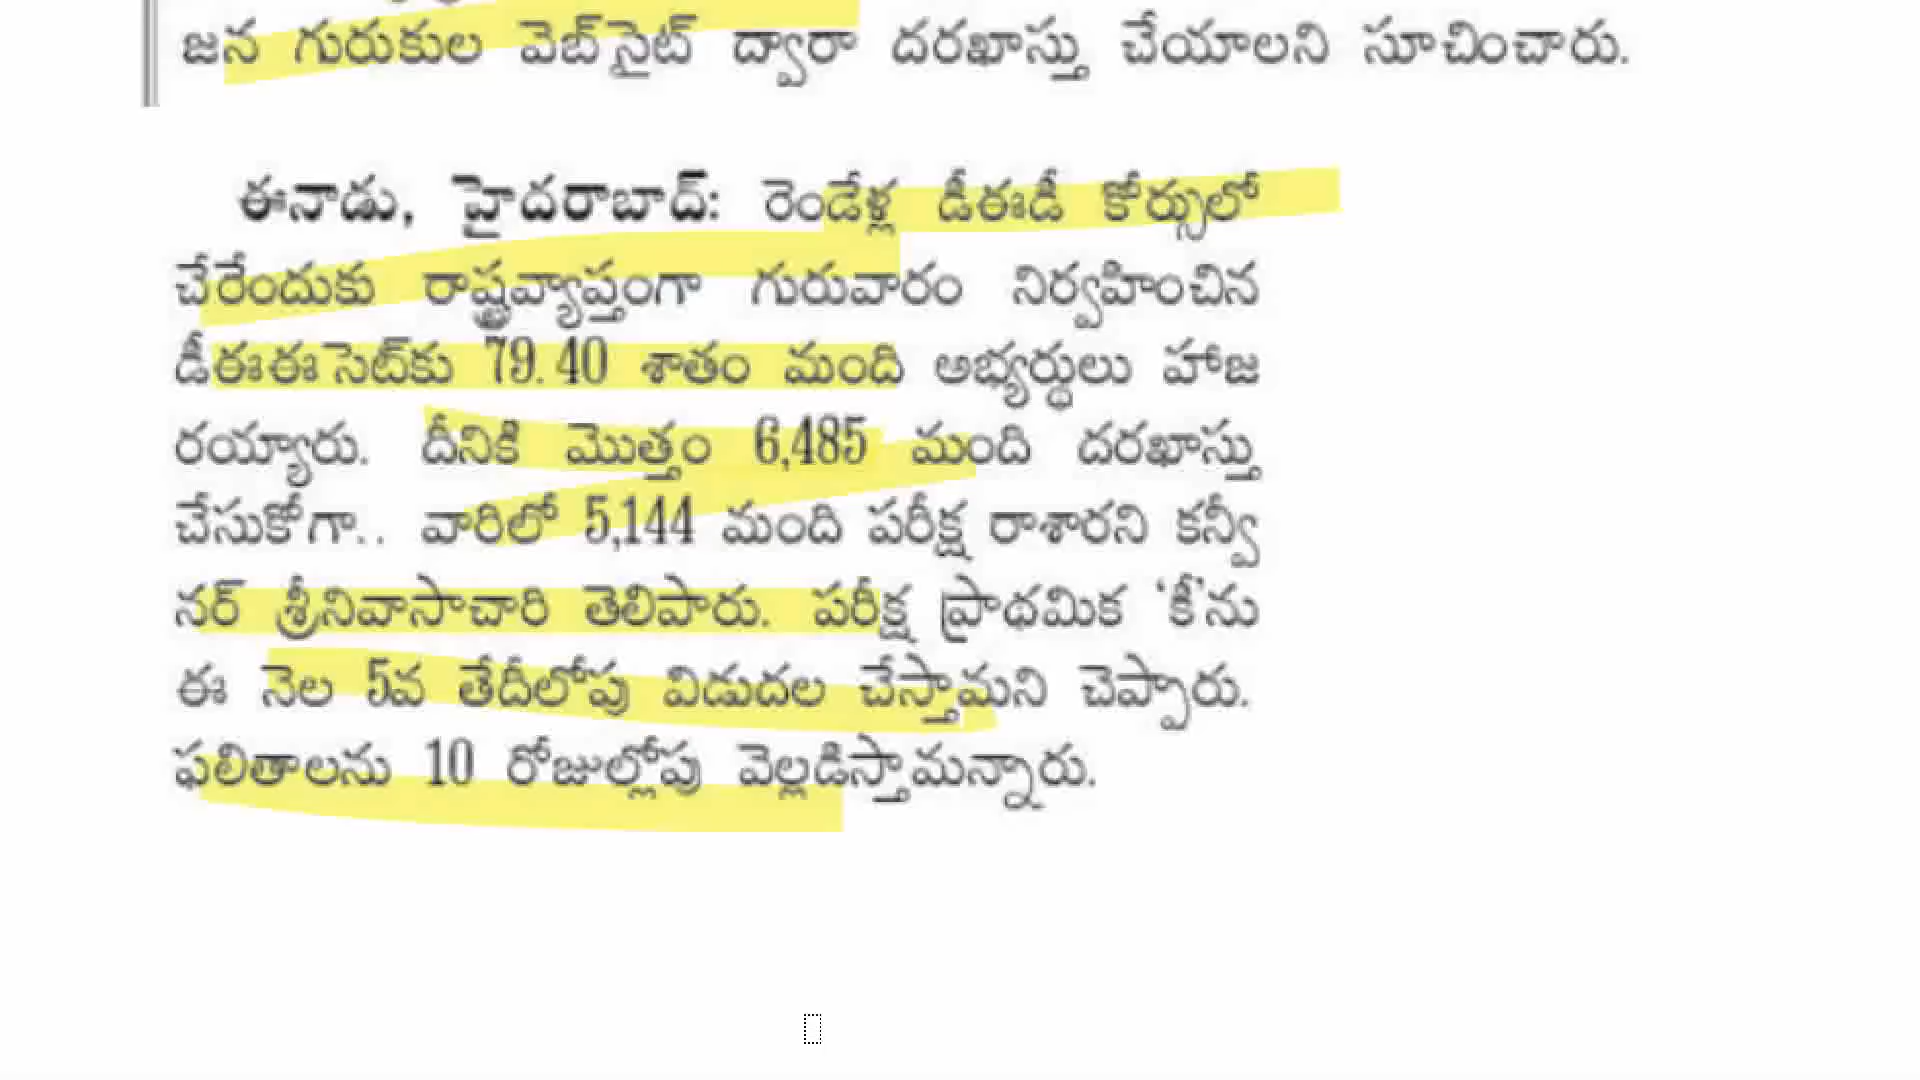 జన గురుకుల వెబ్‌సైట్ ద్వారా దరఖాస్తు చేయాలని సూచించారు.
ఈనాడు, హైదరాబాద్: రెండేళ్ల డీఈడీ కోర్సులో
చేరేందుకు రాష్ట్రవ్యాప్తంగా గురువారం నిర్వహించిన
డీఈఈసెట్‌కు 79.40 శాతం మంది అభ్యర్థులు హాజ
రయ్యారు. దీనికి మొత్తం 6,485 మంది దరఖాస్తు
చేసుకోగా.. వారిలో 5,144 మంది పరీక్ష రాశారని కన్వీ
నర్ శ్రీనివాసాచారి తెలిపారు. పరీక్ష ప్రాథమిక 'కీ'ను
ఈ నెల 5వ తేదీలోపు విడుదల చేస్తామని చెప్పారు.
ఫలితాలను 10 రోజుల్లోపు వెల్లడిస్తామన్నారు.